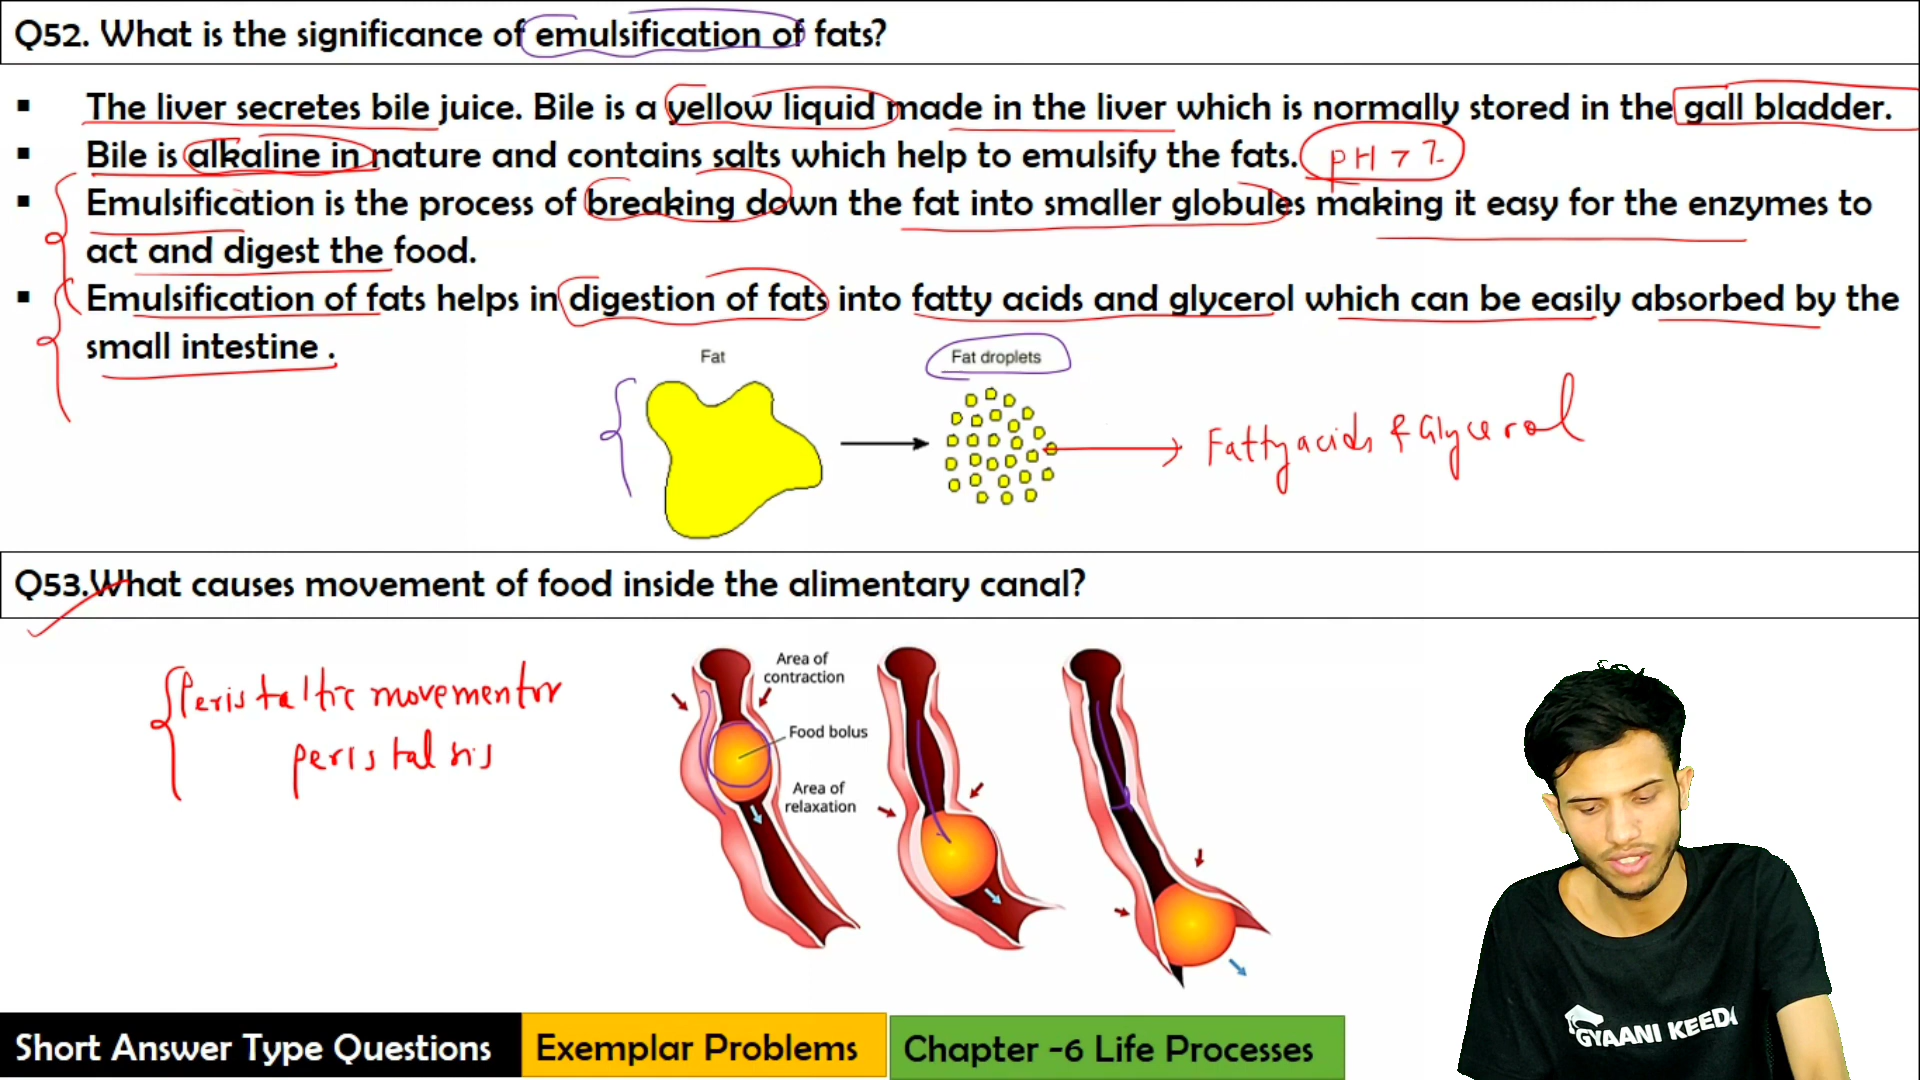 Q52. What is the significance of emulsification of fats?
▪ The liver secretes bile juice. Bile is a yellow liquid made in the liver which is normally stored in the gall bladder.
▪ Bile is alkaline in nature and contains salts which help to emulsify the fats. pH > 7
▪ Emulsification is the process of breaking down the fat into smaller globules making it easy for the enzymes to
act and digest the food.
▪ Emulsification of fats helps in digestion of fats into fatty acids and glycerol which can be easily absorbed by the
small intestine .
Fat
Fat droplets
Fatty acids & Glycerol
Q53.What causes movement of food inside the alimentary canal?
Peristaltic movement or
peristalsis
Area of
contraction
Food bolus
Area of
relaxation
GYAANI KEEDA
Short Answer Type Questions
Exemplar Problems
Chapter -6 Life Processes